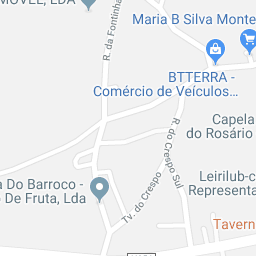 MOVEL, LDA
R. da Fontinha
Maria B Silva Monte
BTTERRA -
Comércio de Veículos...
Capela
do Rosário
R. do Crespo Sul
Leirilub-c
Representa
a Do Barroco -
De Fruta, Lda
Tv. do Crespo
Tavern